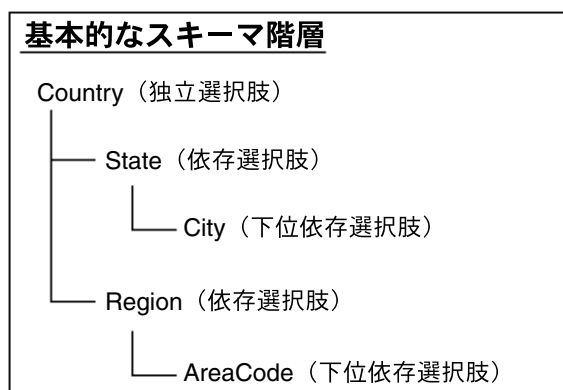 基本的なスキーマ階層
Country（独立選択肢）
State（依存選択肢）
City（下位依存選択肢）
Region（依存選択肢）
AreaCode（下位依存選択肢）